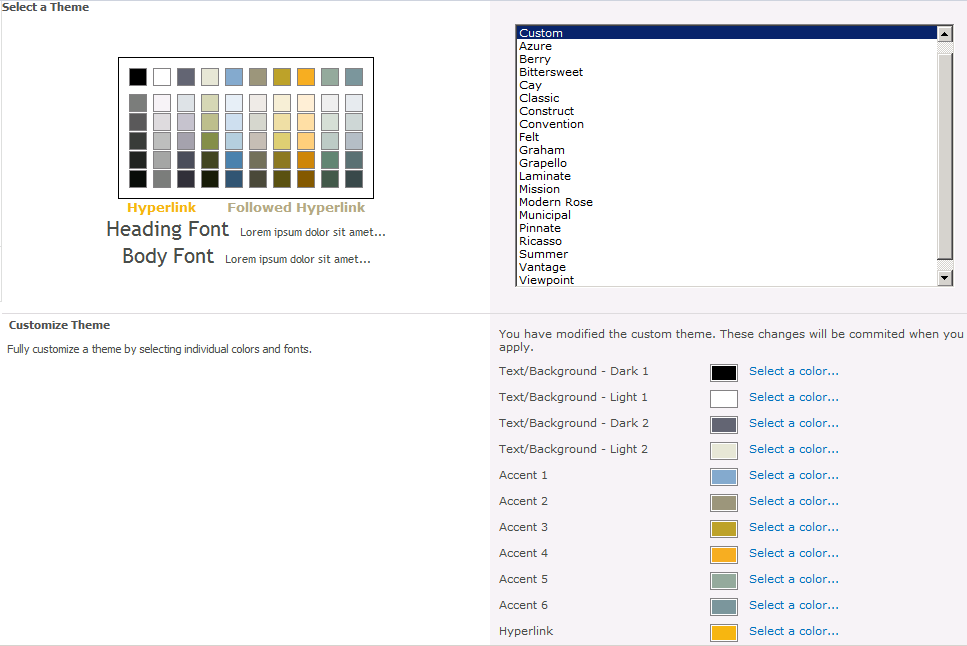 Select a Theme
Hyperlink Followed Hyperlink
Heading Font Lorem ipsum dolor sit amet...
Body Font Lorem ipsum dolor sit amet...
Custom
Azure
Berry
Bittersweet
Cay
Classic
Construct
Convention
Felt
Graham
Grapello
Laminate
Mission
Modern Rose
Municipal
Pinnate
Ricasso
Summer
Vantage
Viewpoint
Customize Theme
Fully customize a theme by selecting individual colors and fonts.
You have modified the custom theme. These changes will be commited when you
apply.
Text/Background - Dark 1 Select a color...
Text/Background - Light 1 Select a color...
Text/Background - Dark 2 Select a color...
Text/Background - Light 2 Select a color...
Accent 1 Select a color...
Accent 2 Select a color...
Accent 3 Select a color...
Accent 4 Select a color...
Accent 5 Select a color...
Accent 6 Select a color...
Hyperlink Select a color...